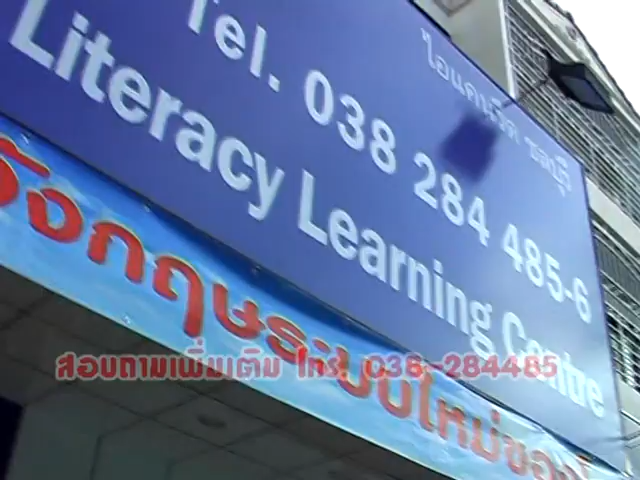 ไอแคนรีด ชลบุรี
Tel. 038 284 485-6
Literacy Learning Centre
อังกฤษระบบใหม่ของ
สอบถามเพิ่มเติม โทร 038-284485